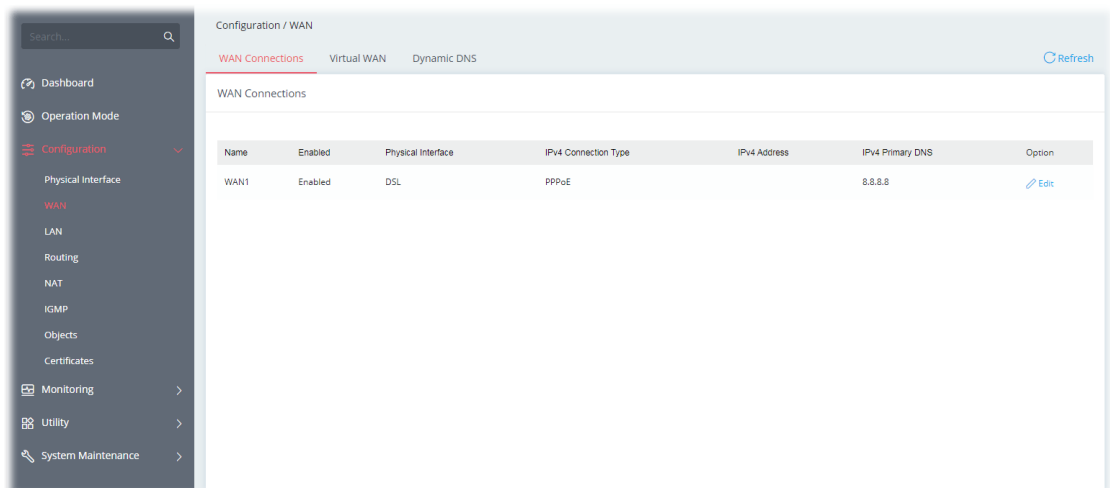 Search...
Dashboard
Operation Mode
Configuration
Physical Interface
WAN
LAN
Routing
NAT
IGMP
Objects
Certificates
Monitoring
Utility
System Maintenance
Configuration / WAN
WAN Connections Virtual WAN Dynamic DNS Refresh
WAN Connections
Name Enabled Physical Interface IPv4 Connection Type IPv4 Address IPv4 Primary DNS Option
WAN1 Enabled DSL PPPoE 8.8.8.8 Edit